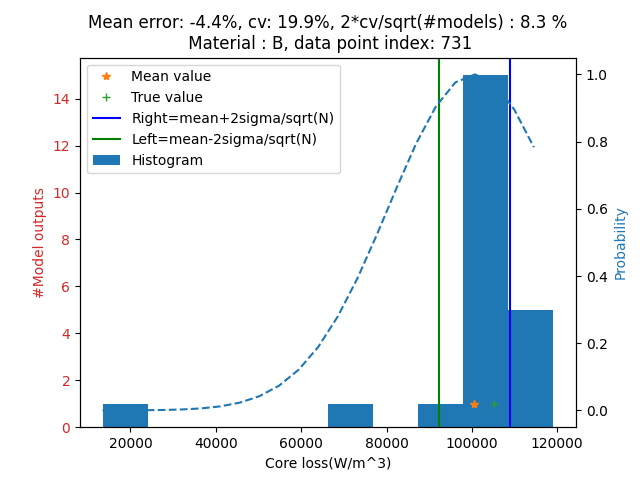 Mean error: -4.4%, cv: 19.9%, 2*cv/sqrt(#models) : 8.3 %
Material : B, data point index: 731
Mean value
True value
Right=mean+2sigma/sqrt(N)
Left=mean-2sigma/sqrt(N)
Histogram
#Model outputs
14
12
10
8
6
4
2
0
1.0
0.8
0.6
0.4
0.2
0.0
Probability
20000 40000 60000 80000 100000 120000
Core loss(W/m^3)